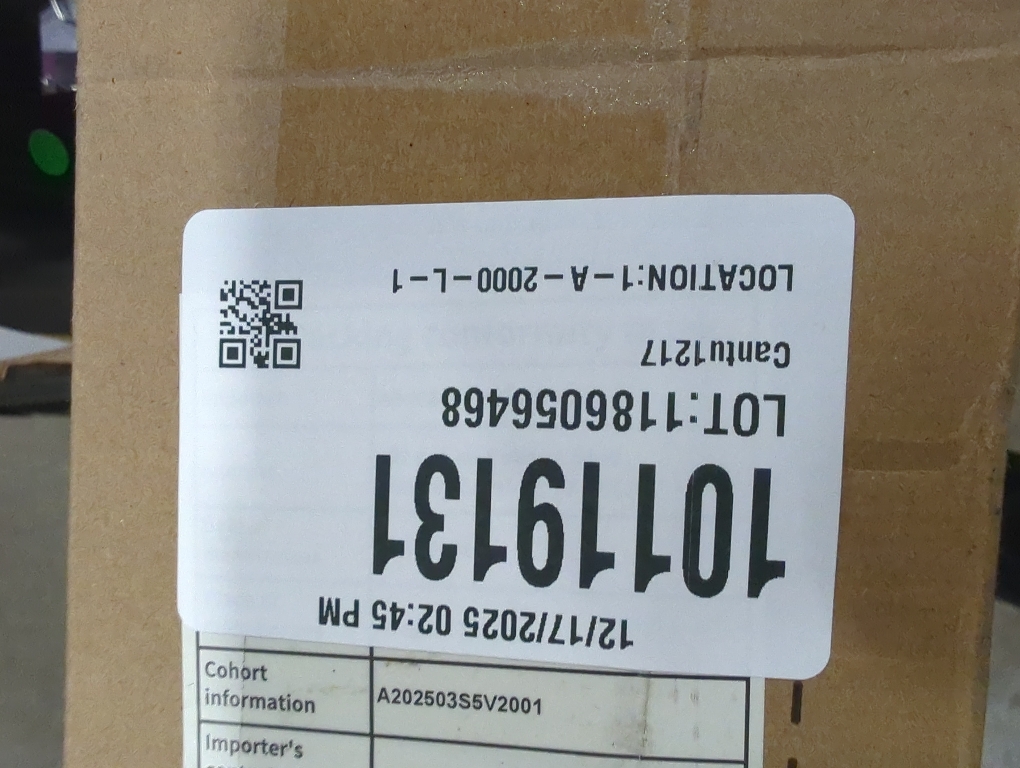 12/17/2025 02:45 PM
10119131
LOT:1186056468
Cantu1217
LOCATION:1-A-2000-L-1
Cohort information A202503S5V2001
Importer's